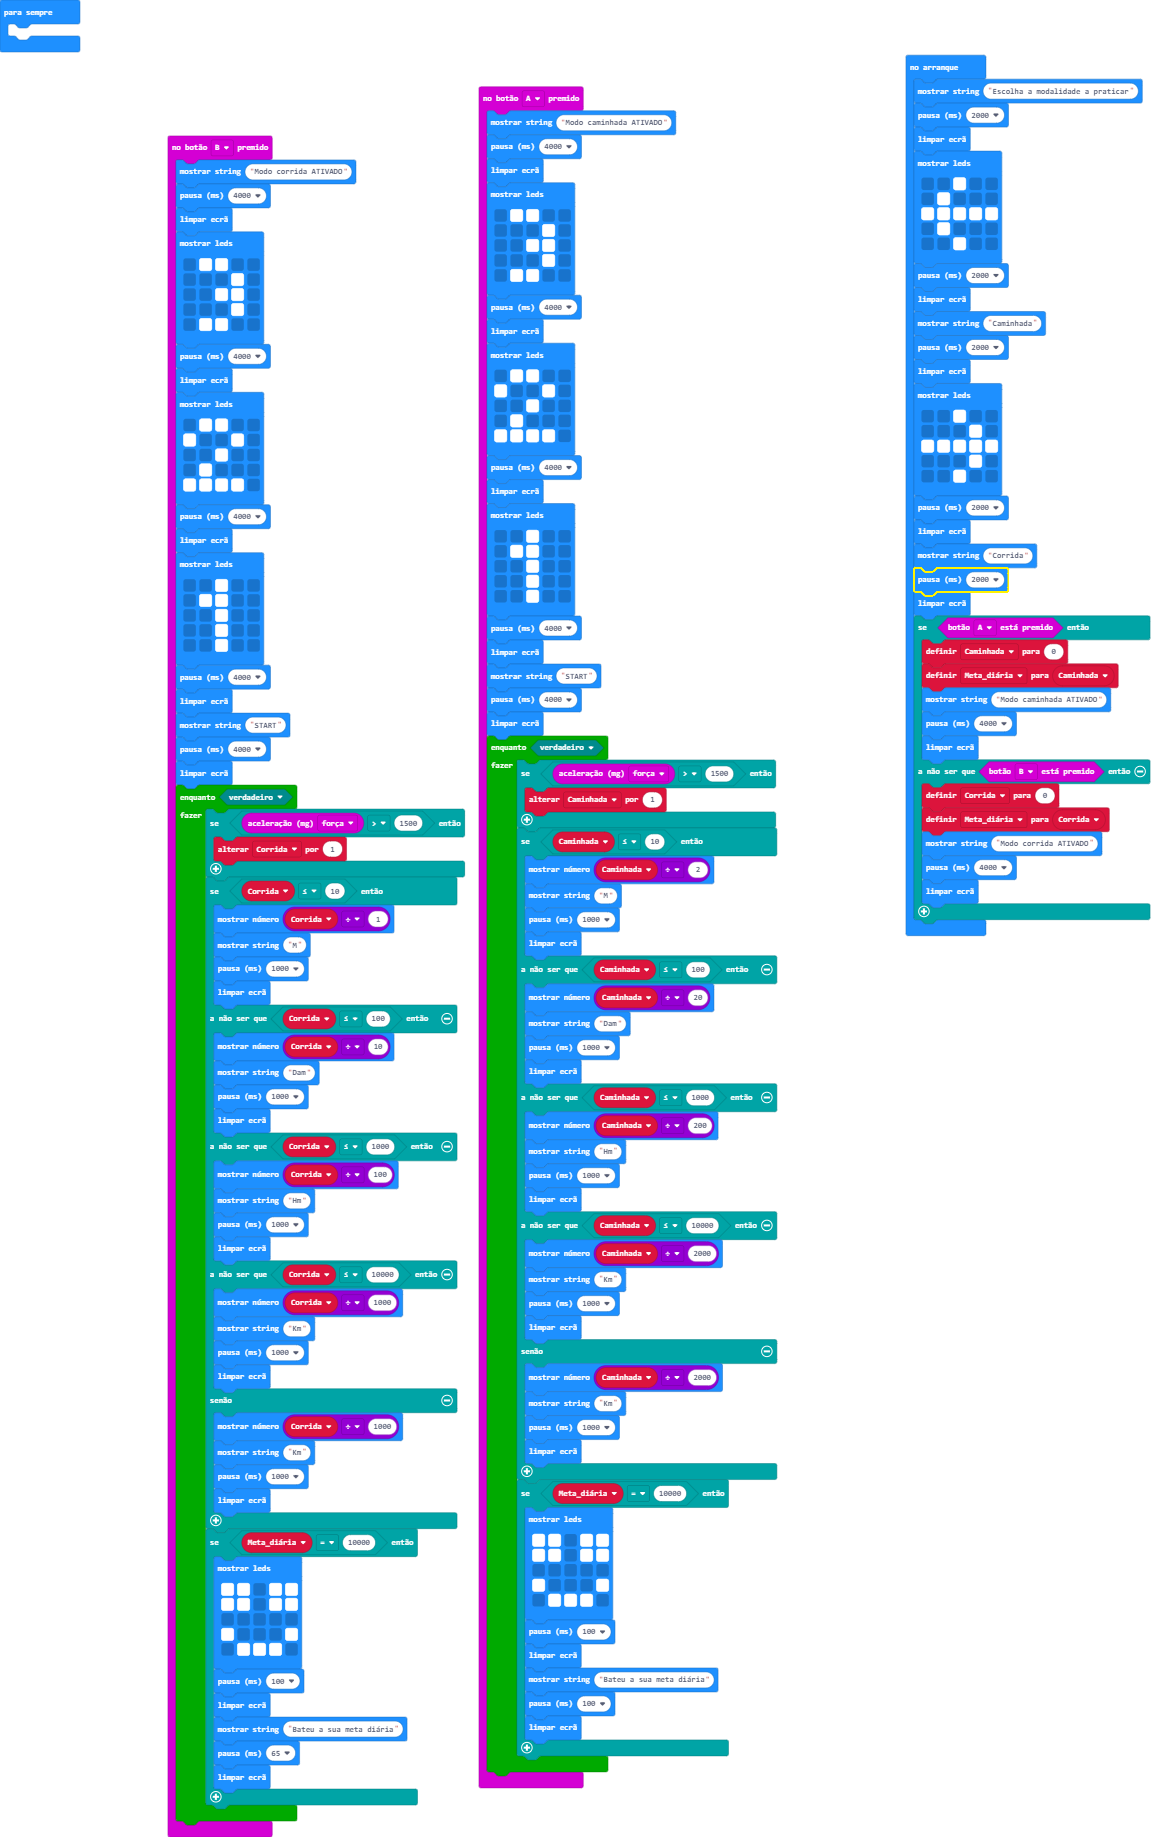 para sempre
no botão B premido
mostrar string "Modo corrida ATIVADO"
pausa (ms) 4000
limpar ecrã
mostrar leds
pausa (ms) 4000
limpar ecrã
mostrar leds
pausa (ms) 4000
limpar ecrã
mostrar leds
pausa (ms) 4000
limpar ecrã
mostrar string "START"
pausa (ms) 4000
limpar ecrã
enquanto verdadeiro
fazer
se aceleração (mg) força > 1500 então
alterar Corrida por 1
se Corrida ≤ 10 então
mostrar número Corrida ÷ 1
mostrar string "M"
pausa (ms) 1000
limpar ecrã
a não ser que Corrida ≤ 100 então
mostrar número Corrida ÷ 10
mostrar string "Dam"
pausa (ms) 1000
limpar ecrã
a não ser que Corrida ≤ 1000 então
mostrar número Corrida ÷ 100
mostrar string "Hm"
pausa (ms) 1000
limpar ecrã
a não ser que Corrida ≤ 10000 então
mostrar número Corrida ÷ 1000
mostrar string "Km"
pausa (ms) 1000
limpar ecrã
senão
mostrar número Corrida ÷ 1000
mostrar string "Km"
pausa (ms) 1000
limpar ecrã
se Meta_diária = 10000 então
mostrar leds
pausa (ms) 100
limpar ecrã
mostrar string "Bateu a sua meta diária"
pausa (ms) 65
limpar ecrã
no botão A premido
mostrar string "Modo caminhada ATIVADO"
pausa (ms) 4000
limpar ecrã
mostrar leds
pausa (ms) 4000
limpar ecrã
mostrar leds
pausa (ms) 4000
limpar ecrã
mostrar leds
pausa (ms) 4000
limpar ecrã
mostrar string "START"
pausa (ms) 4000
limpar ecrã
enquanto verdadeiro
fazer
se aceleração (mg) força > 1500 então
alterar Caminhada por 1
se Caminhada ≤ 10 então
mostrar número Caminhada ÷ 2
mostrar string "M"
pausa (ms) 1000
limpar ecrã
a não ser que Caminhada ≤ 100 então
mostrar número Caminhada ÷ 20
mostrar string "Dam"
pausa (ms) 1000
limpar ecrã
a não ser que Caminhada ≤ 1000 então
mostrar número Caminhada ÷ 200
mostrar string "Hm"
pausa (ms) 1000
limpar ecrã
a não ser que Caminhada ≤ 10000 então
mostrar número Caminhada ÷ 2000
mostrar string "Km"
pausa (ms) 1000
limpar ecrã
senão
mostrar número Caminhada ÷ 2000
mostrar string "Km"
pausa (ms) 1000
limpar ecrã
se Meta_diária = 10000 então
mostrar leds
pausa (ms) 100
limpar ecrã
mostrar string "Bateu a sua meta diária"
pausa (ms) 100
limpar ecrã
no arranque
mostrar string "Escolha a modalidade a praticar"
pausa (ms) 2000
limpar ecrã
mostrar leds
pausa (ms) 2000
limpar ecrã
mostrar string "Caminhada"
pausa (ms) 2000
limpar ecrã
mostrar leds
pausa (ms) 2000
limpar ecrã
mostrar string "Corrida"
pausa (ms) 2000
limpar ecrã
se botão A está premido então
definir Caminhada para 0
definir Meta_diária para Caminhada
mostrar string "Modo caminhada ATIVADO"
pausa (ms) 4000
limpar ecrã
a não ser que botão B está premido então
definir Corrida para 0
definir Meta_diária para Corrida
mostrar string "Modo corrida ATIVADO"
pausa (ms) 4000
limpar ecrã